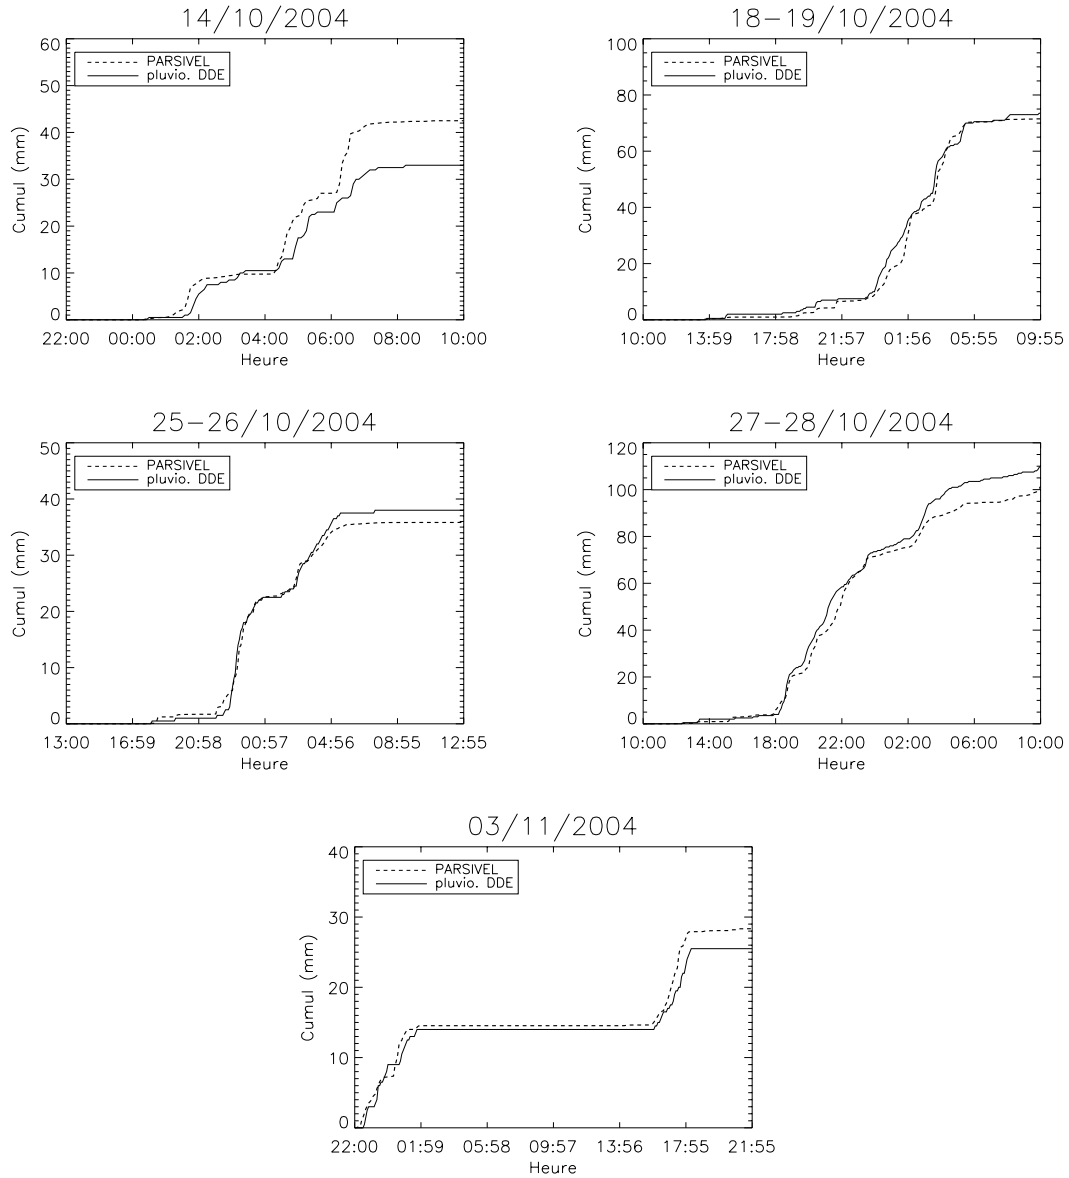 14/10/2004
PARSIVEL
pluvio. DDE
60
50
40
30
20
10
0
Cumul (mm)
22:00 00:00 02:00 04:00 06:00 08:00 10:00
Heure
18-19/10/2004
PARSIVEL
pluvio. DDE
100
80
60
40
20
0
Cumul (mm)
10:00 13:59 17:58 21:57 01:56 05:55 09:55
Heure
25-26/10/2004
PARSIVEL
pluvio. DDE
50
40
30
20
10
0
Cumul (mm)
13:00 16:59 20:58 00:57 04:56 08:55 12:55
Heure
27-28/10/2004
PARSIVEL
pluvio. DDE
120
100
80
60
40
20
0
Cumul (mm)
10:00 14:00 18:00 22:00 02:00 06:00 10:00
Heure
03/11/2004
PARSIVEL
pluvio. DDE
40
30
20
10
0
Cumul (mm)
22:00 01:59 05:58 09:57 13:56 17:55 21:55
Heure